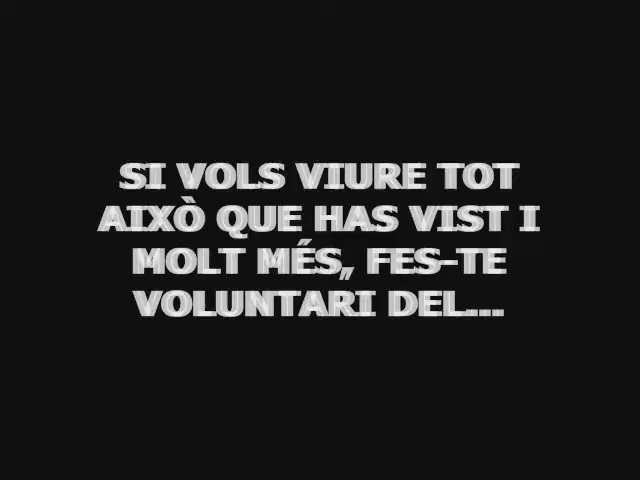 SI VOLS VIURE TOT
AIXÒ QUE HAS VIST I
MOLT MÉS, FES-TE
VOLUNTARI DEL...